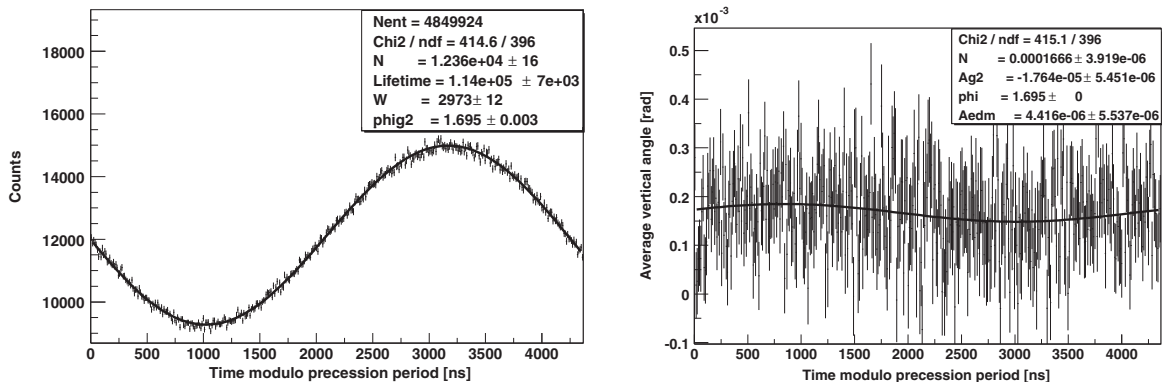 Nent = 4849924
Chi2 / ndf = 414.6 / 396
N = 1.236e+04 ± 16
Lifetime = 1.14e+05 ± 7e+03
W = 2973± 12
phig2 = 1.695 ± 0.003
18000
16000
14000
12000
10000
Counts
0 500 1000 1500 2000 2500 3000 3500 4000
Time modulo precession period [ns]
×10⁻³
Chi2 / ndf = 415.1 / 396
N = 0.0001666± 3.919e-06
Ag2 = -1.764e-05± 5.451e-06
phi = 1.695 ± 0
Aedm = 4.416e-06± 5.537e-06
0.5
0.4
0.3
0.2
0.1
0
-0.1
Average vertical angle [rad]
0 500 1000 1500 2000 2500 3000 3500 4000
Time modulo precession period [ns]